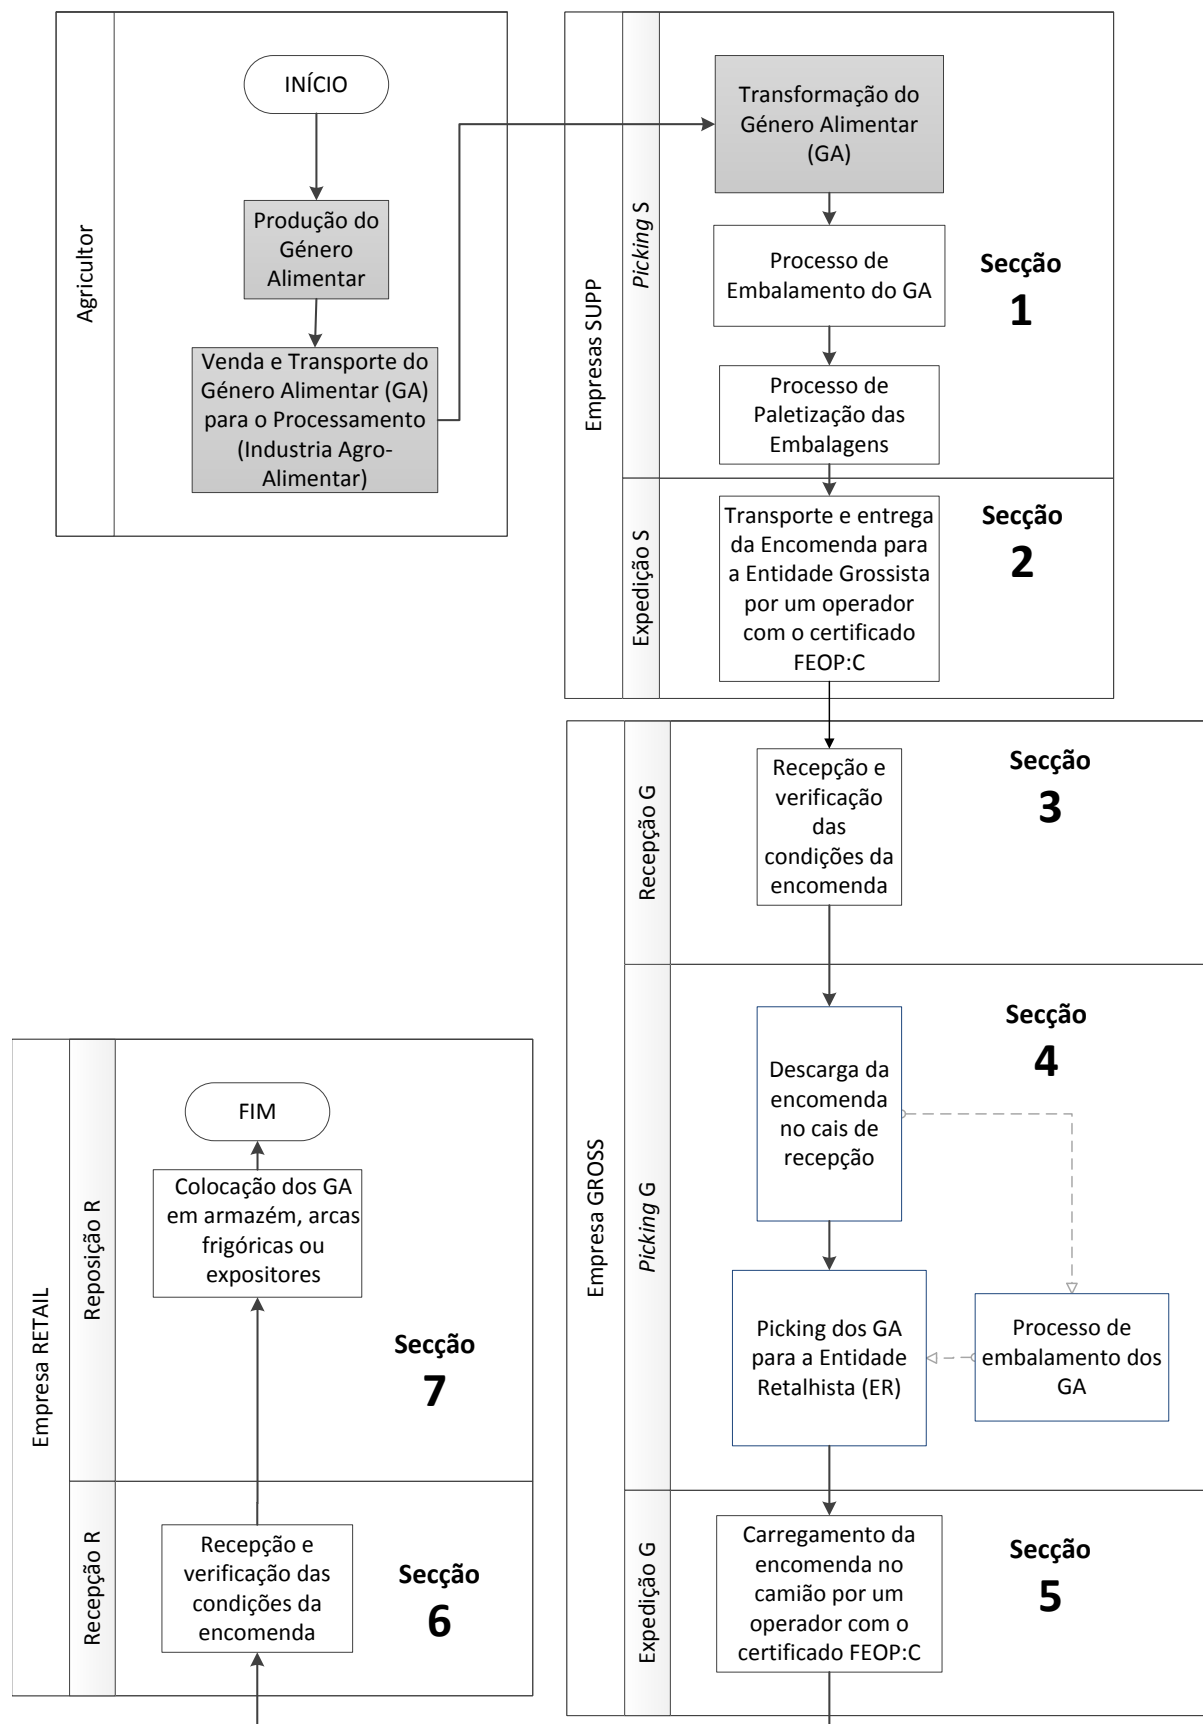 Agricultor
INÍCIO
Produção do
Género
Alimentar
Venda e Transporte do
Género Alimentar (GA)
para o Processamento
(Industria Agro-
Alimentar)
Empresas SUPP
Picking S
Transformação do
Género Alimentar
(GA)
Processo de
Embalamento do GA
Secção
1
Processo de
Paletização das
Embalagens
Expedição S
Transporte e entrega
da Encomenda para
a Entidade Grossista
por um operador
com o certificado
FEOP:C
Secção
2
Empresa GROSS
Recepção G
Recepção e
verificação
das
condições da
encomenda
Secção
3
Picking G
Descarga da
encomenda
no cais de
recepção
Secção
4
Picking dos GA
para a Entidade
Retalhista (ER)
Processo de
embalamento dos
GA
Expedição G
Carregamento da
encomenda no
camião por um
operador com o
certificado FEOP:C
Secção
5
Empresa RETAIL
Reposição R
FIM
Colocação dos GA
em armazém, arcas
frigóricas ou
expositores
Secção
7
Recepção R
Recepção e
verificação das
condições da
encomenda
Secção
6